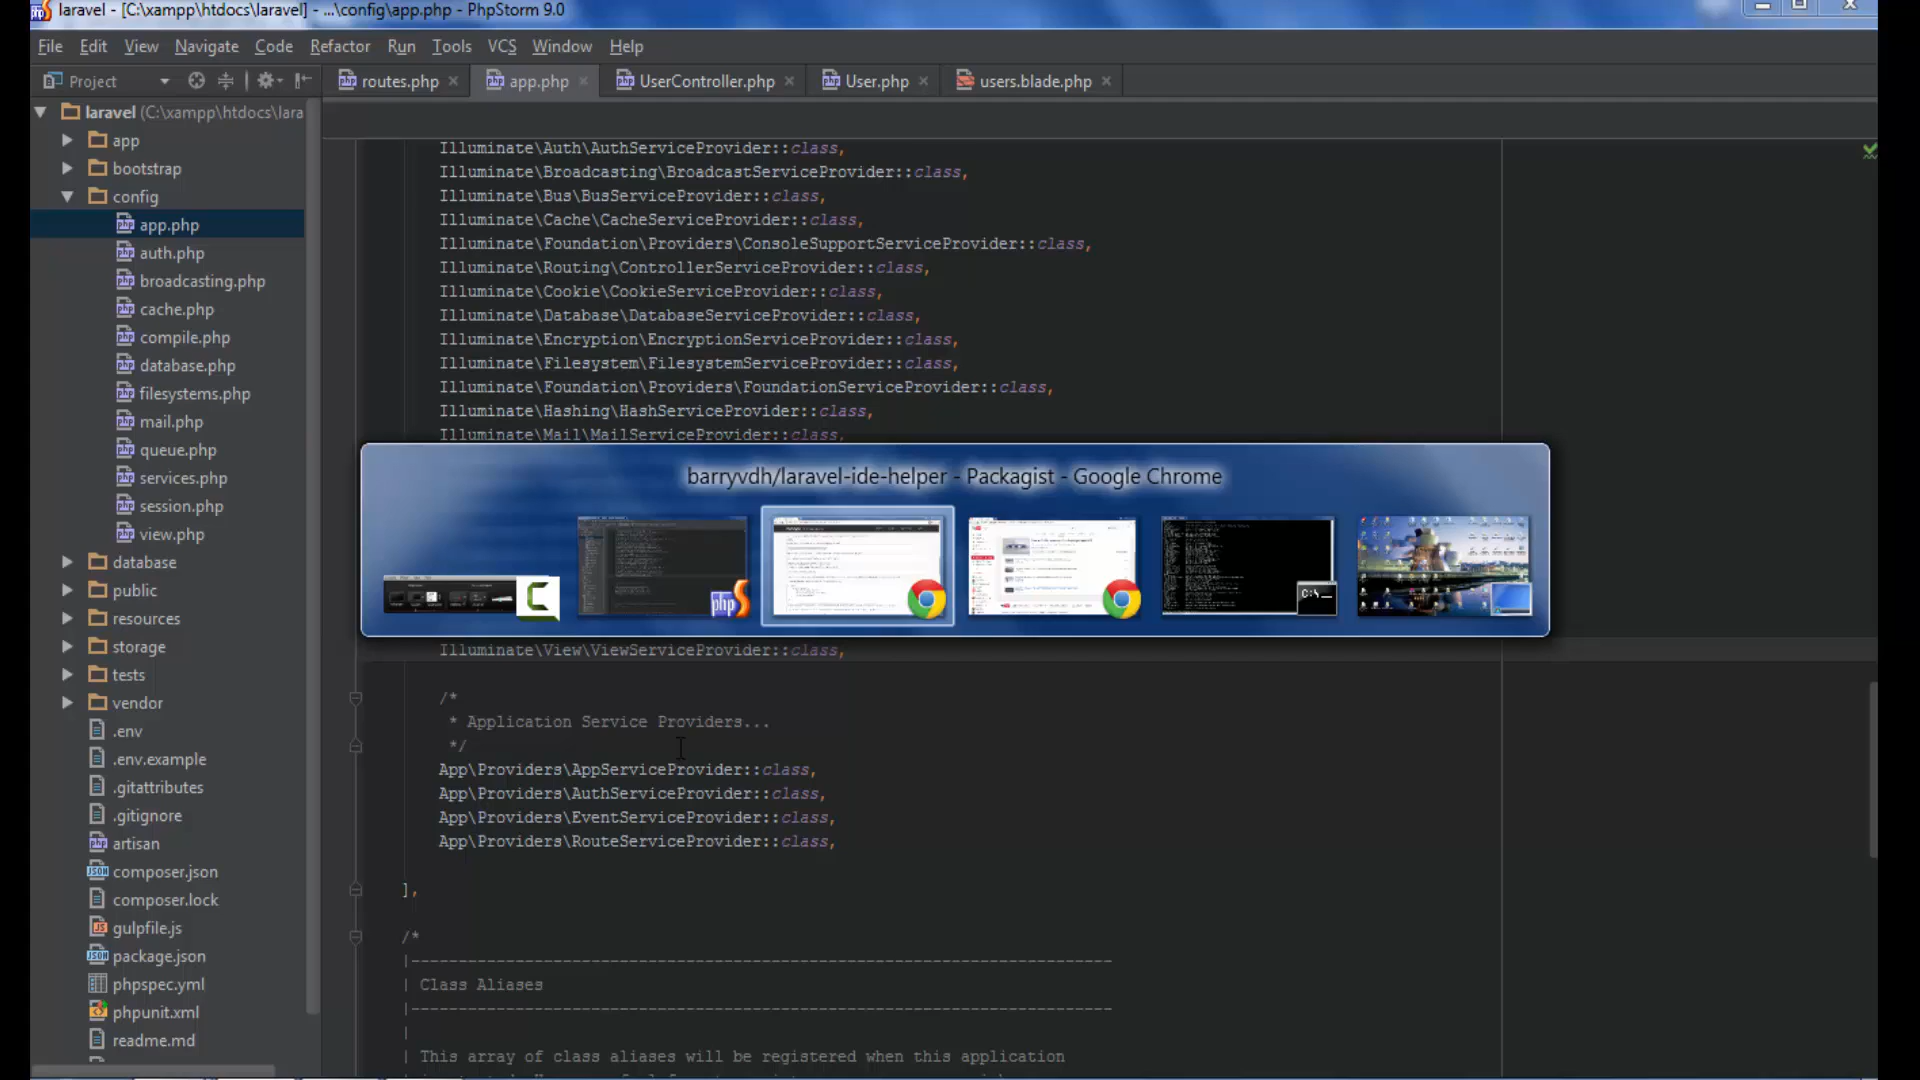 laravel - [C:\xampp\htdocs\laravel] - ...\config\app.php - PhpStorm 9.0
File Edit View Navigate Code Refactor Run Tools VCS Window Help
Project
routes.php app.php UserController.php User.php users.blade.php
laravel (C:\xampp\htdocs\lara
app
bootstrap
config
app.php
auth.php
broadcasting.php
cache.php
compile.php
database.php
filesystems.php
mail.php
queue.php
services.php
session.php
view.php
database
public
resources
storage
tests
vendor
.env
.env.example
.gitattributes
.gitignore
artisan
composer.json
composer.lock
gulpfile.js
package.json
phpspec.yml
phpunit.xml
readme.md
Illuminate\Auth\AuthServiceProvider::class,
Illuminate\Broadcasting\BroadcastServiceProvider::class,
Illuminate\Bus\BusServiceProvider::class,
Illuminate\Cache\CacheServiceProvider::class,
Illuminate\Foundation\Providers\ConsoleSupportServiceProvider::class,
Illuminate\Routing\ControllerServiceProvider::class,
Illuminate\Cookie\CookieServiceProvider::class,
Illuminate\Database\DatabaseServiceProvider::class,
Illuminate\Encryption\EncryptionServiceProvider::class,
Illuminate\Filesystem\FilesystemServiceProvider::class,
Illuminate\Foundation\Providers\FoundationServiceProvider::class,
Illuminate\Hashing\HashServiceProvider::class,
Illuminate\Mail\MailServiceProvider::class,
barryvdh/laravel-ide-helper - Packagist - Google Chrome
Illuminate\View\ViewServiceProvider::class,
/*
* Application Service Providers...
*/
App\Providers\AppServiceProvider::class,
App\Providers\AuthServiceProvider::class,
App\Providers\EventServiceProvider::class,
App\Providers\RouteServiceProvider::class,
],
/*
|--------------------------------------------------------------------------
| Class Aliases
|--------------------------------------------------------------------------
|
| This array of class aliases will be registered when this application